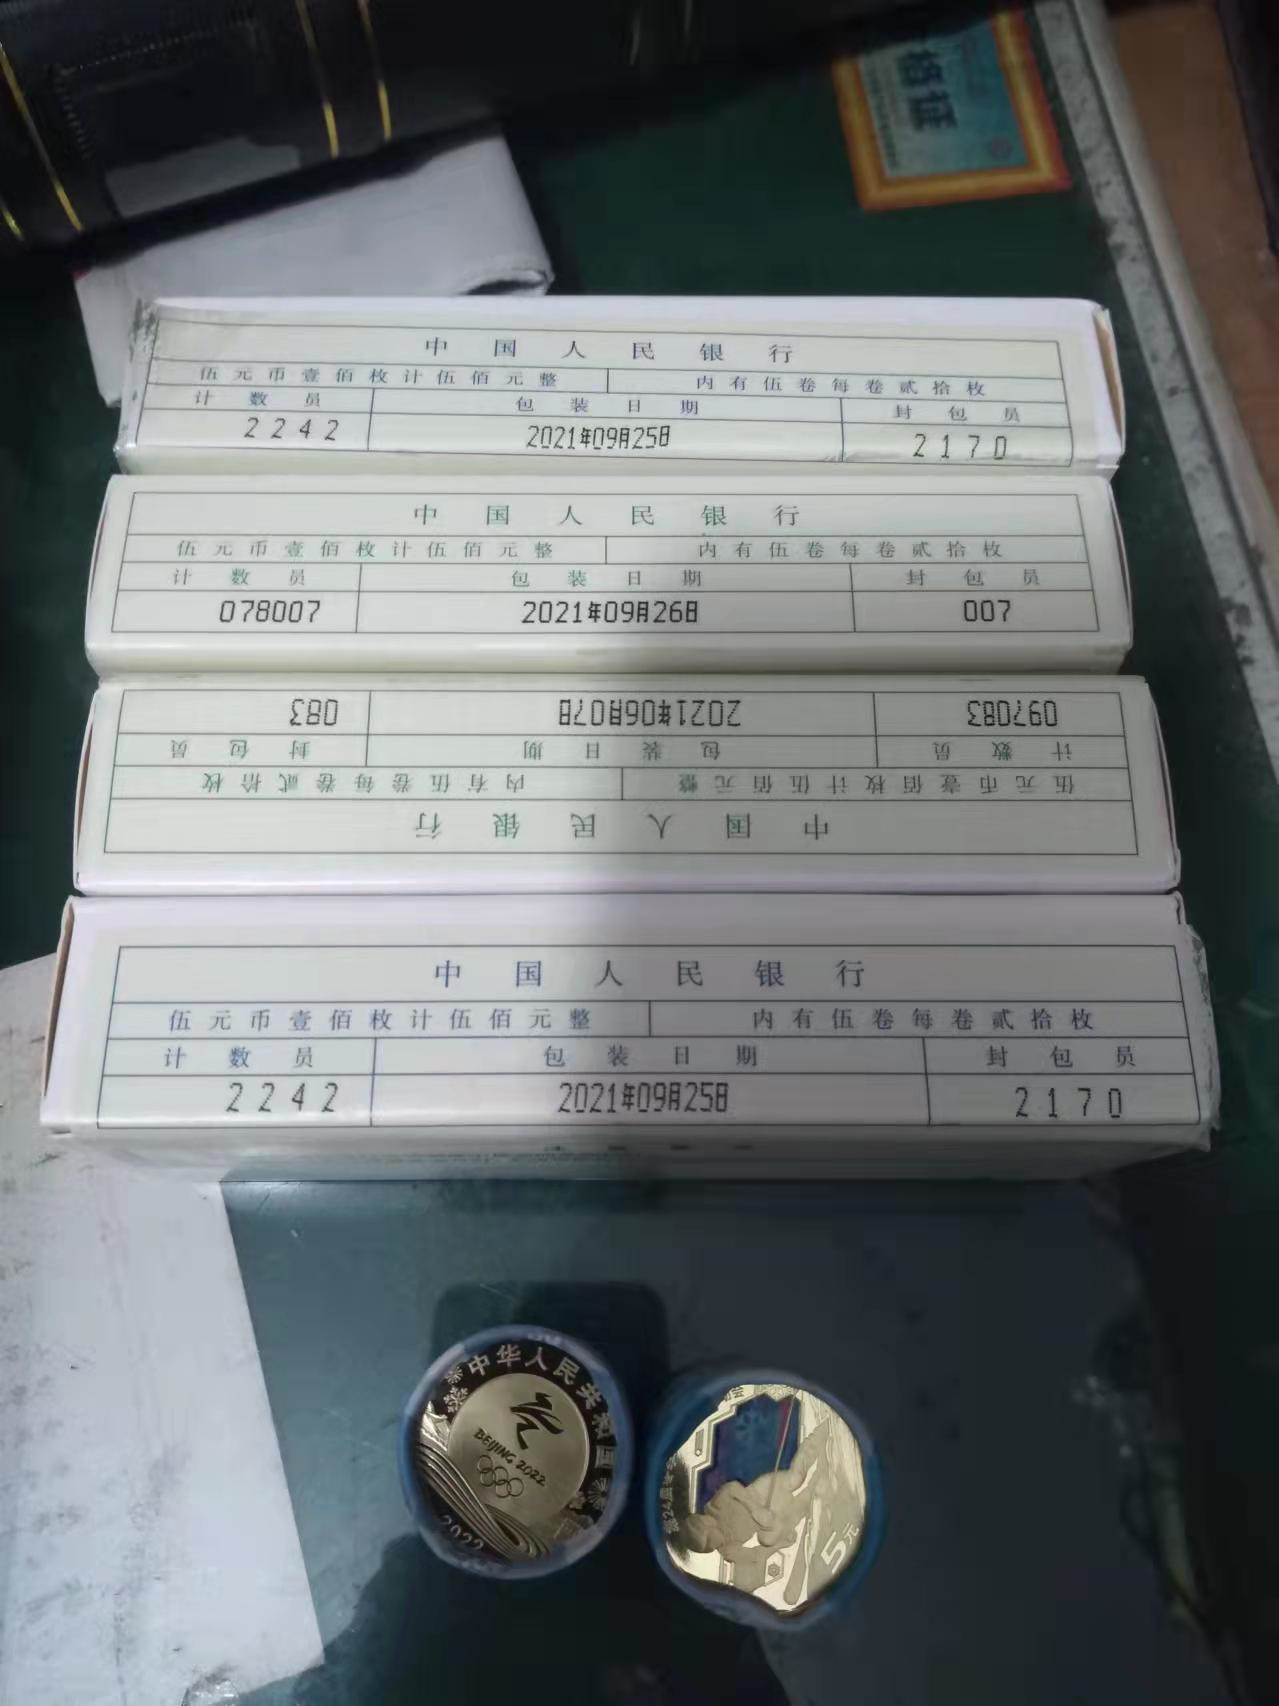 合格证
中国人民银行
伍元币壹佰枚计伍佰元整 内有伍卷每卷贰拾枚
计数员 包装日期 封包员
2242 2021年09月25日 2170
中国人民银行
伍元币壹佰枚计伍佰元整 内有伍卷每卷贰拾枚
计数员 包装日期 封包员
078007 2021年09月26日 007
中国人民银行
伍元币壹佰枚计伍佰元整 内有伍卷每卷贰拾枚
计数员 包装日期 封包员
097083 2021年06月07日 083
中国人民银行
伍元币壹佰枚计伍佰元整 内有伍卷每卷贰拾枚
计数员 包装日期 封包员
2242 2021年09月25日 2170
中华人民共和国
BEIJING 2022
2022
第24届冬
5元